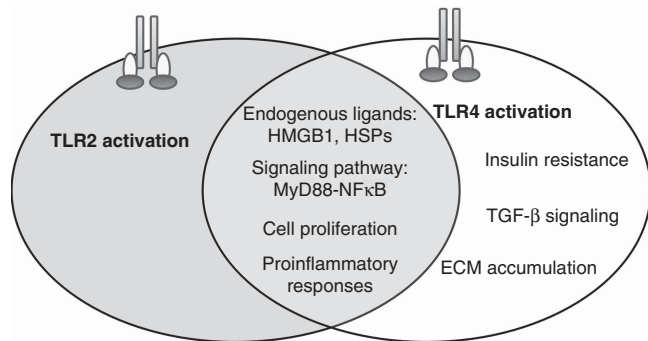 TLR2 activation
Endogenous ligands:
HMGB1, HSPs
Signaling pathway:
MyD88-NFκB
Cell proliferation
Proinflammatory
responses
TLR4 activation
Insulin resistance
TGF-β signaling
ECM accumulation